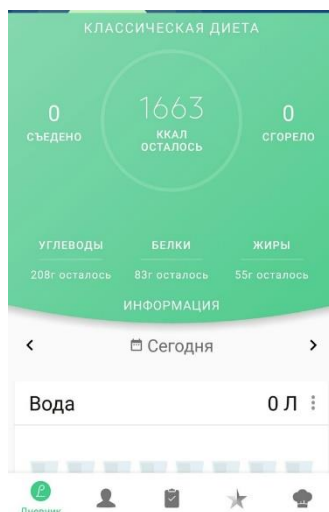 КЛАССИЧЕСКАЯ ДИЕТА
0 1663 0
СЪЕДЕНО ККАЛ СГОРЕЛО
ОСТАЛОСЬ
УГЛЕВОДЫ БЕЛКИ ЖИРЫ
208г осталось 83г осталось 55г осталось
ИНФОРМАЦИЯ
Сегодня
Вода 0 Л
Дневник